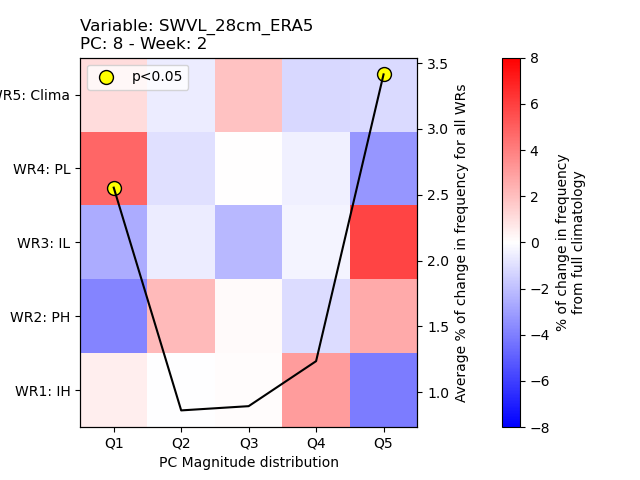 Variable: SWVL_28cm_ERA5
PC: 8 - Week: 2
p<0.05
R5: Clima
WR4: PL
WR3: IL
WR2: PH
WR1: IH
Q1 Q2 Q3 Q4 Q5
PC Magnitude distribution
3.5
3.0
2.5
2.0
1.5
1.0
Average % of change in frequency for all WRs
8
6
4
2
0
−2
−4
−6
−8
% of change in frequency
from full climatology